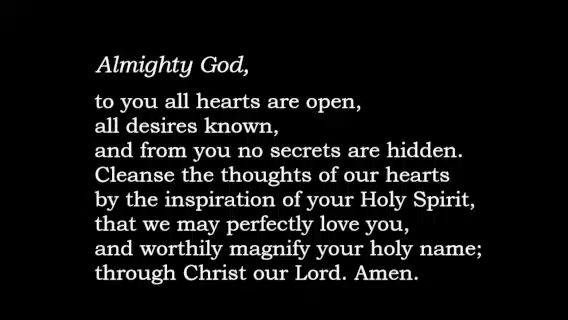 Almighty God,
to you all hearts are open,
all desires known,
and from you no secrets are hidden.
Cleanse the thoughts of our hearts
by the inspiration of your Holy Spirit,
that we may perfectly love you,
and worthily magnify your holy name;
through Christ our Lord. Amen.